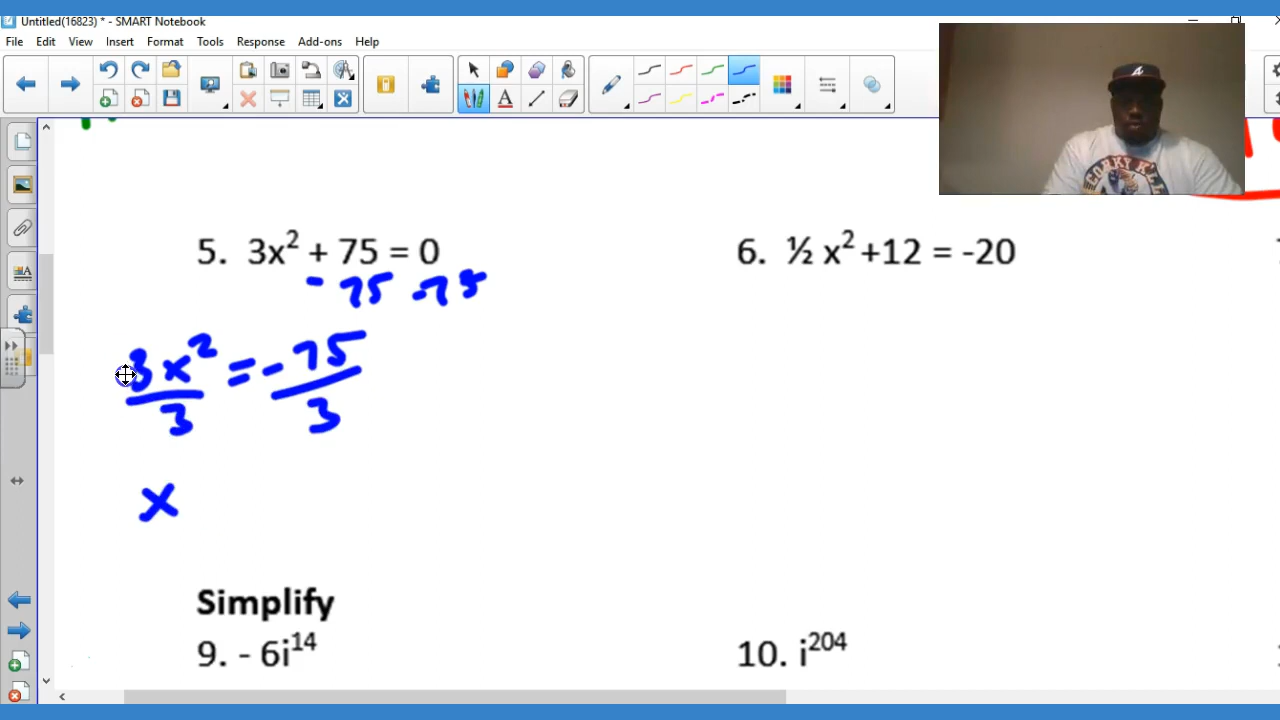 Untitled(16823) * - SMART Notebook
File Edit View Insert Format Tools Response Add-ons Help
5. 3x² + 75 = 0
- 75 -75
3x² = -75
3 3
x
6. ½ x² +12 = -20
Simplify
9. - 6i¹⁴
10. i²⁰⁴